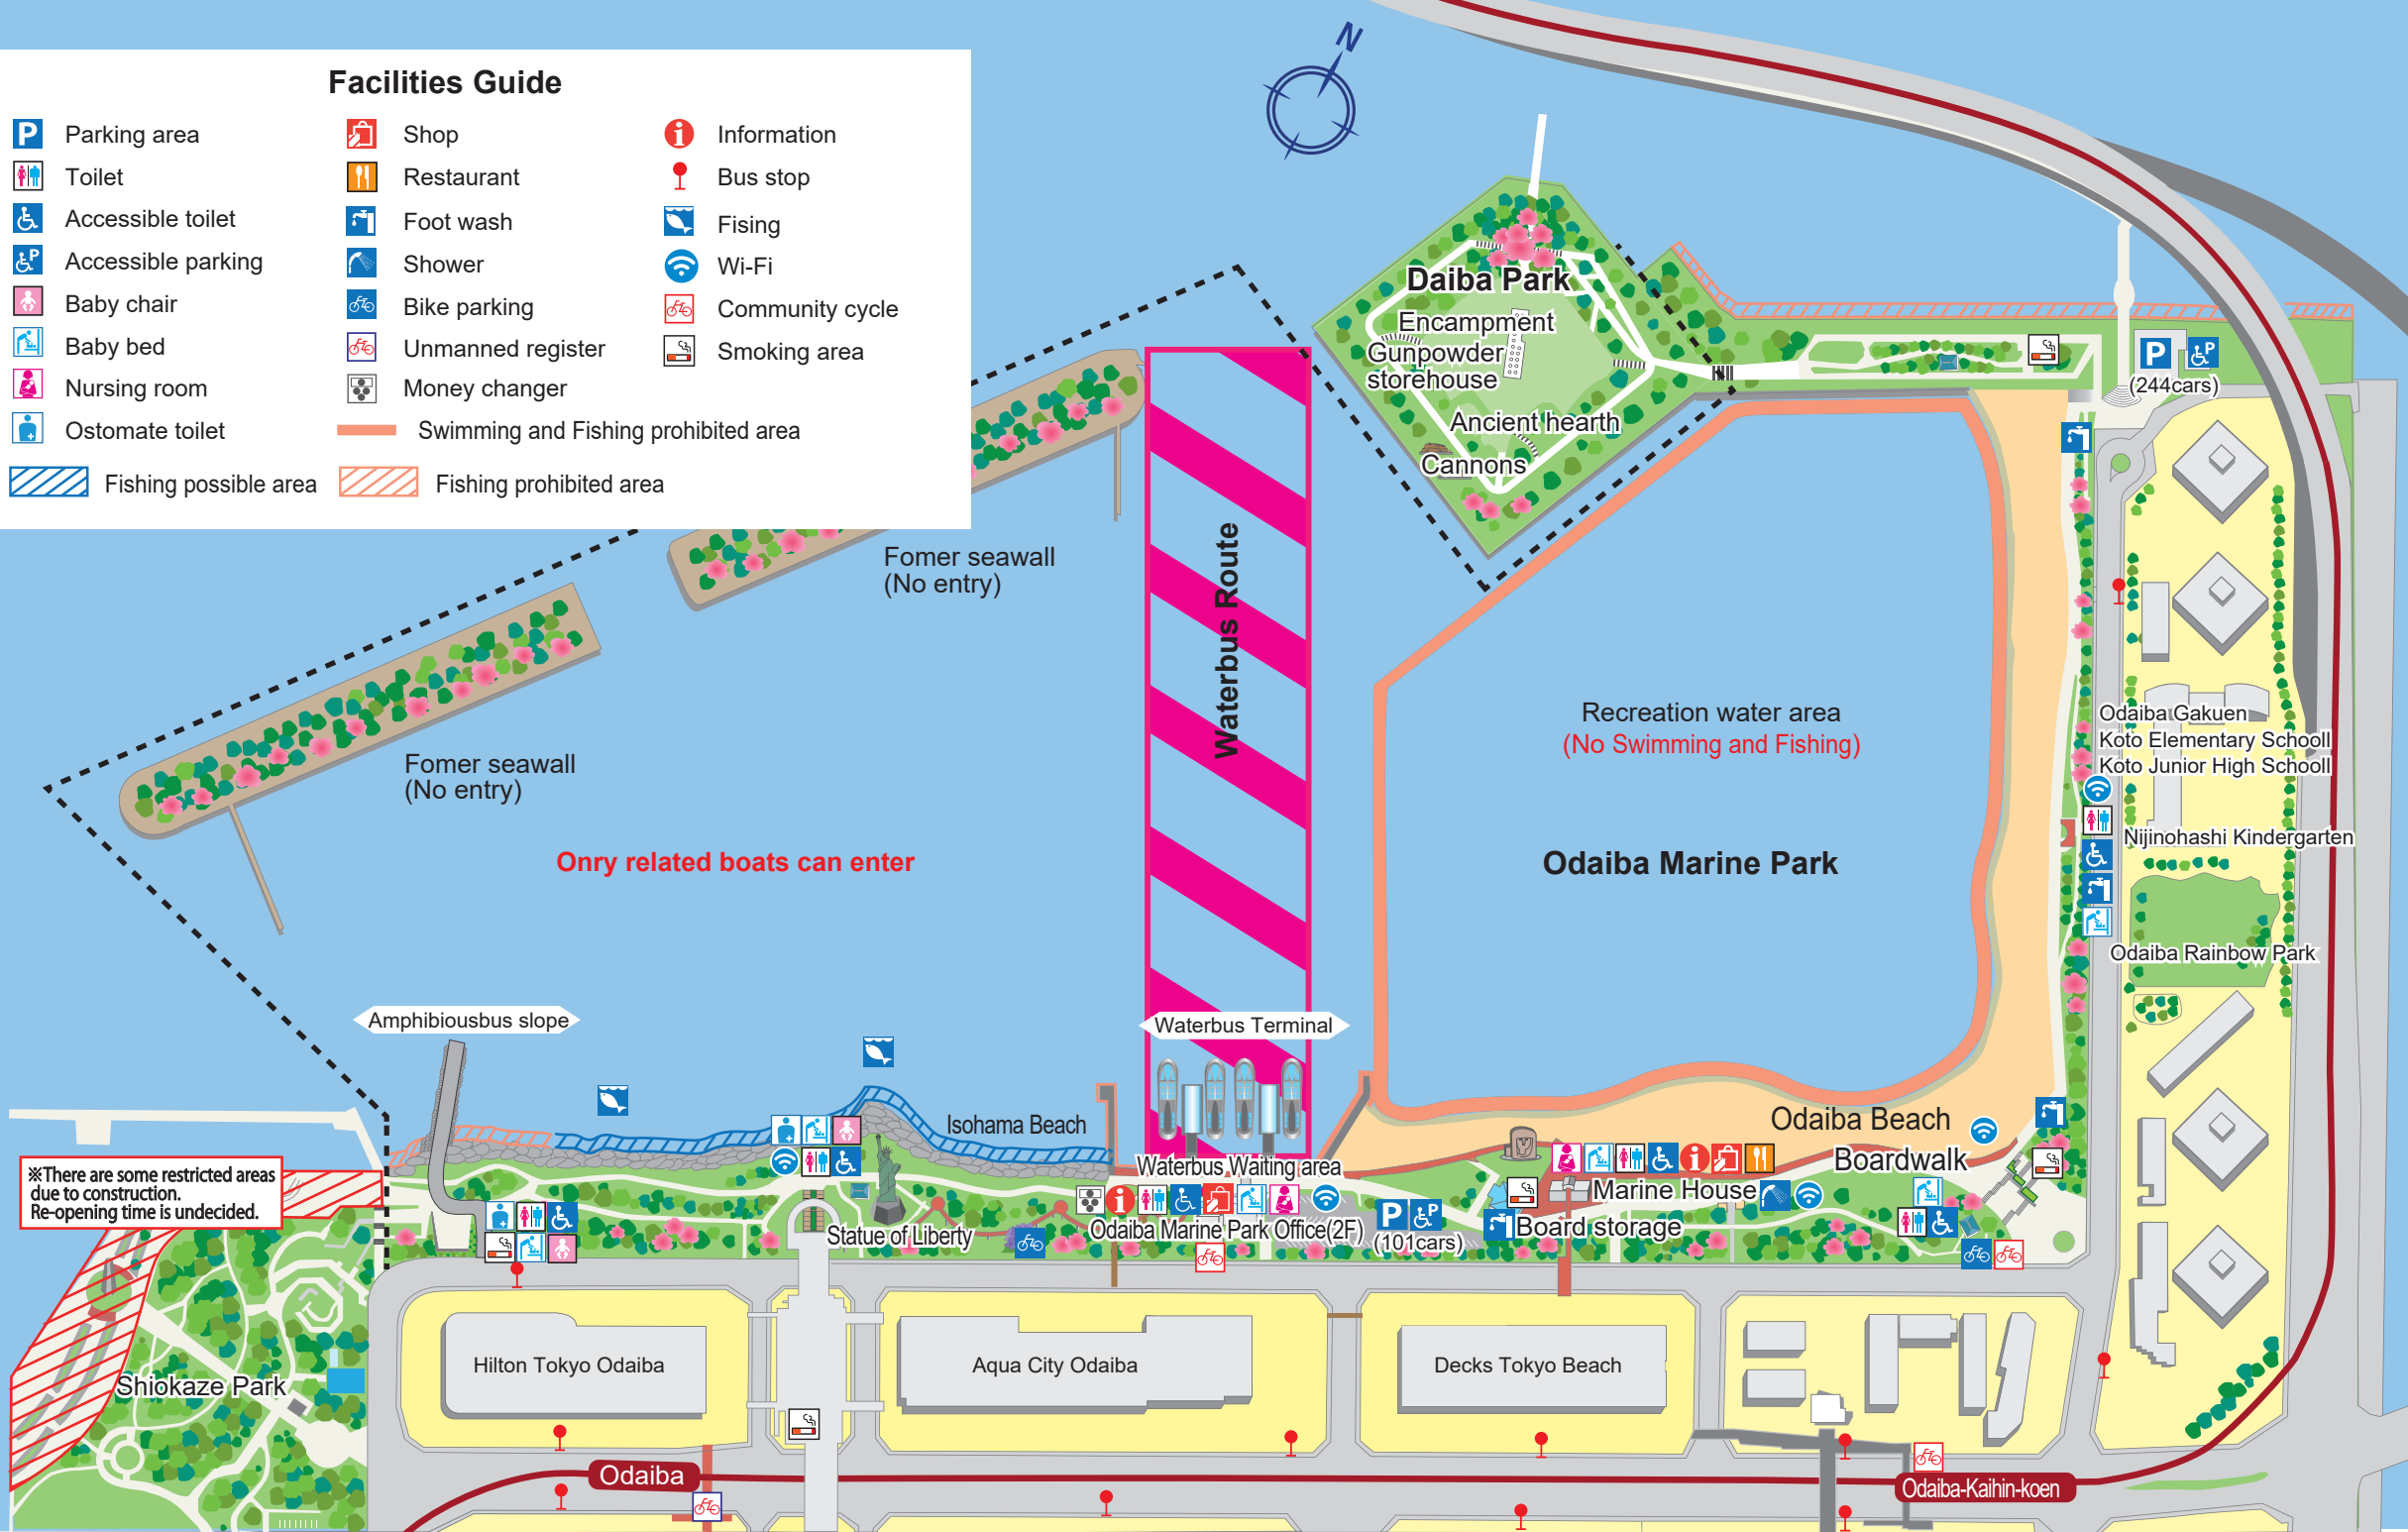 N
Facilities Guide
P Parking area
Toilet
Accessible toilet
P Accessible parking
Baby chair
Baby bed
Nursing room
Ostomate toilet
Shop
Restaurant
Foot wash
Shower
Bike parking
Unmanned register
Money changer
i Information
Bus stop
Fising
Wi-Fi
Community cycle
Smoking area
Swimming and Fishing prohibited area
Fishing possible area
Fishing prohibited area
Daiba Park
Encampment
Gunpowder
storehouse
Ancient hearth
Cannons
P P
(244cars)
Fomer seawall
(No entry)
Waterbus Route
Fomer seawall
(No entry)
Recreation water area
(No Swimming and Fishing)
Odaiba Gakuen
Koto Elementary Schooll
Koto Junior High Schooll
Nijinohashi Kindergarten
Onry related boats can enter
Odaiba Marine Park
Odaiba Rainbow Park
Amphibiousbus slope
Waterbus Terminal
Isohama Beach
Odaiba Beach
Waterbus Waiting area
i
Boardwalk
※There are some restricted areas
due to construction.
Re-opening time is undecided.
i
Marine House
Statue of Liberty
Odaiba Marine Park Office(2F)
P P
(101cars)
Board storage
Hilton Tokyo Odaiba
Aqua City Odaiba
Decks Tokyo Beach
Shiokaze Park
Odaiba
Odaiba-Kaihin-koen